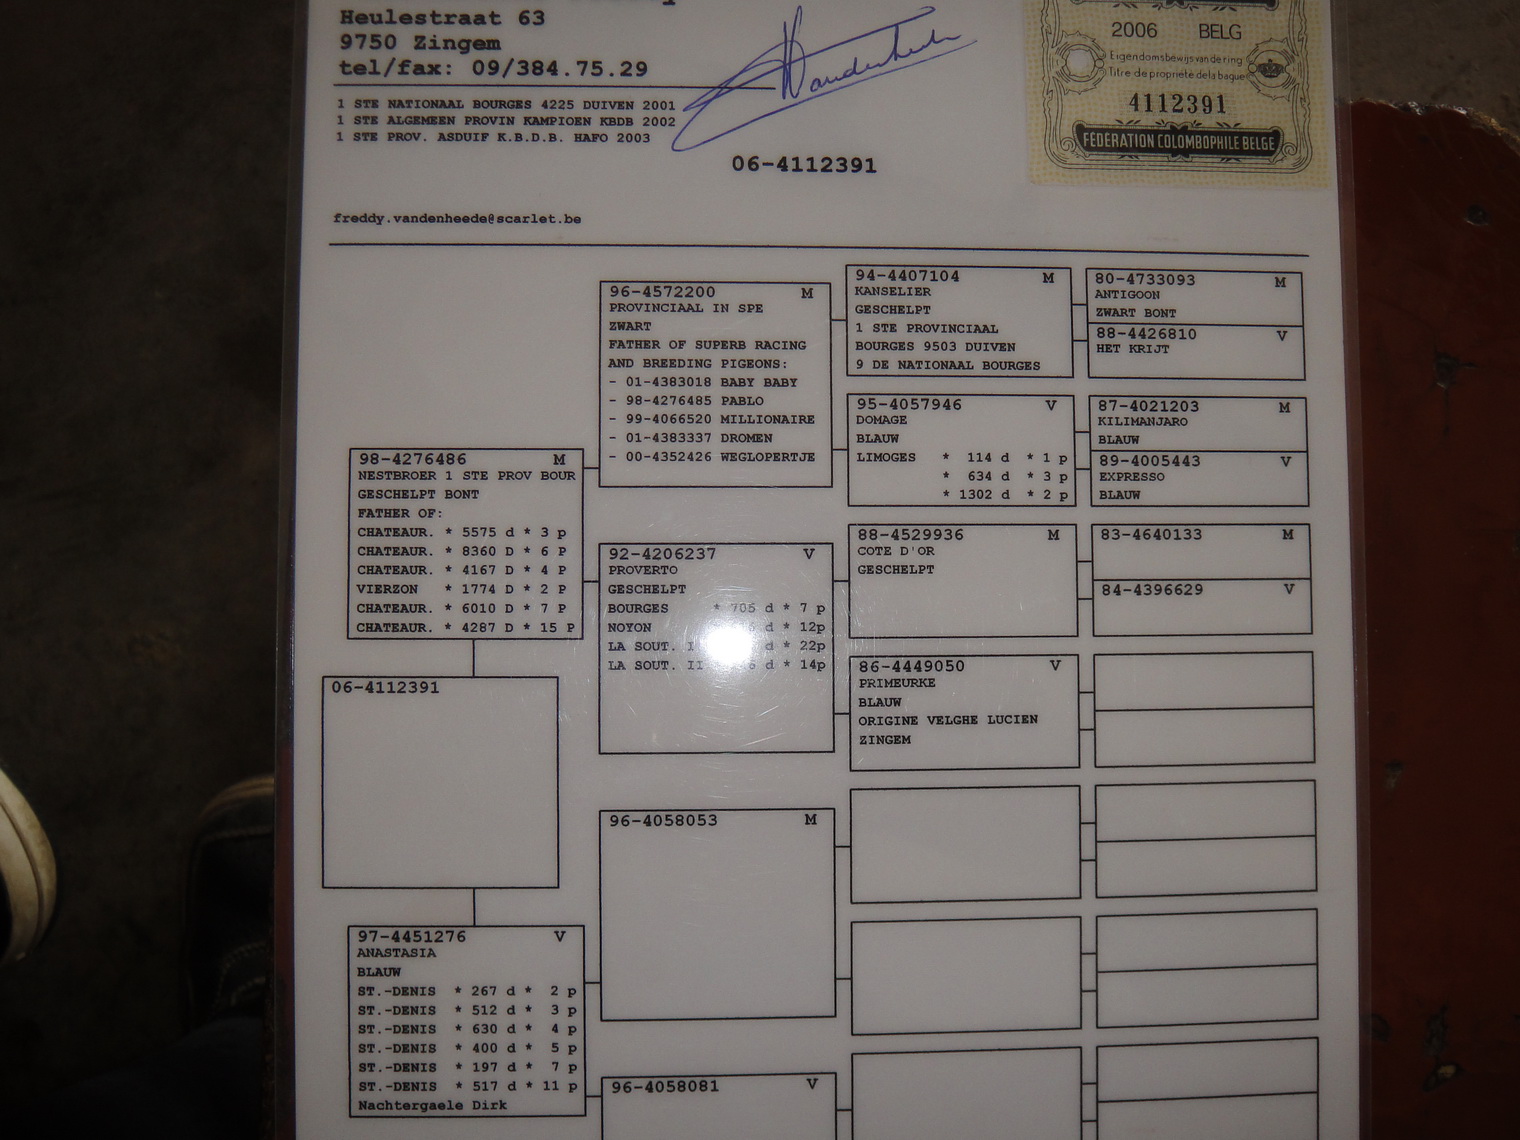 Heulestraat 63
9750 Zingem
tel/fax: 09/384.75.29
1 STE NATIONAAL BOURGES 4225 DUIVEN 2001
1 STE ALGEMEEN PROVIN KAMPIOEN KBDB 2002
1 STE PROV. ASDUIF K.B.D.B. HAFO 2003
Vandenheede
2006 BELG
Eigendomsbewijs van de ring
Titre de propriété de la bague
4112391
FÉDÉRATION COLOMBOPHILE BELGE
06-4112391
freddy.vandenheede@scarlet.be
98-4276486 M
NESTBROER 1 STE PROV BOUR
GESCHELPT BONT
FATHER OF:
CHATEAUR. * 5575 d * 3 p
CHATEAUR. * 8360 D * 6 P
CHATEAUR. * 4167 D * 4 P
VIERZON * 1774 D * 2 P
CHATEAUR. * 6010 D * 7 P
CHATEAUR. * 4287 D * 15 P
06-4112391
97-4451276 V
ANASTASIA
BLAUW
ST.-DENIS * 267 d * 2 p
ST.-DENIS * 512 d * 3 p
ST.-DENIS * 630 d * 4 p
ST.-DENIS * 400 d * 5 p
ST.-DENIS * 197 d * 7 p
ST.-DENIS * 517 d * 11 p
Nachtergaele Dirk
96-4572200 M
PROVINCIAAL IN SPE
ZWART
FATHER OF SUPERB RACING
AND BREEDING PIGEONS:
- 01-4383018 BABY BABY
- 98-4276485 PABLO
- 99-4066520 MILLIONAIRE
- 01-4383337 DROMEN
- 00-4352426 WEGLOPERTJE
92-4206237 V
PROVERTO
GESCHELPT
BOURGES * 706 d * 7 p
NOYON d * 12p
LA SOUT. I d * 22p
LA SOUT. II d * 14p
96-4058053 M
96-4058081 V
94-4407104 M
KANSELIER
GESCHELPT
1 STE PROVINCIAAL
BOURGES 9503 DUIVEN
9 DE NATIONAAL BOURGES
95-4057946 V
DOMAGE
BLAUW
LIMOGES * 114 d * 1 p
* 634 d * 3 p
* 1302 d * 2 p
88-4529936 M
COTE D'OR
GESCHELPT
86-4449050 V
PRIMEURKE
BLAUW
ORIGINE VELGHE LUCIEN
ZINGEM
80-4733093 M
ANTIGOON
ZWART BONT
88-4426810 V
HET KRIJT
87-4021203 M
KILIMANJARO
BLAUW
89-4005443 V
EXPRESSO
BLAUW
83-4640133 M
84-4396629 V